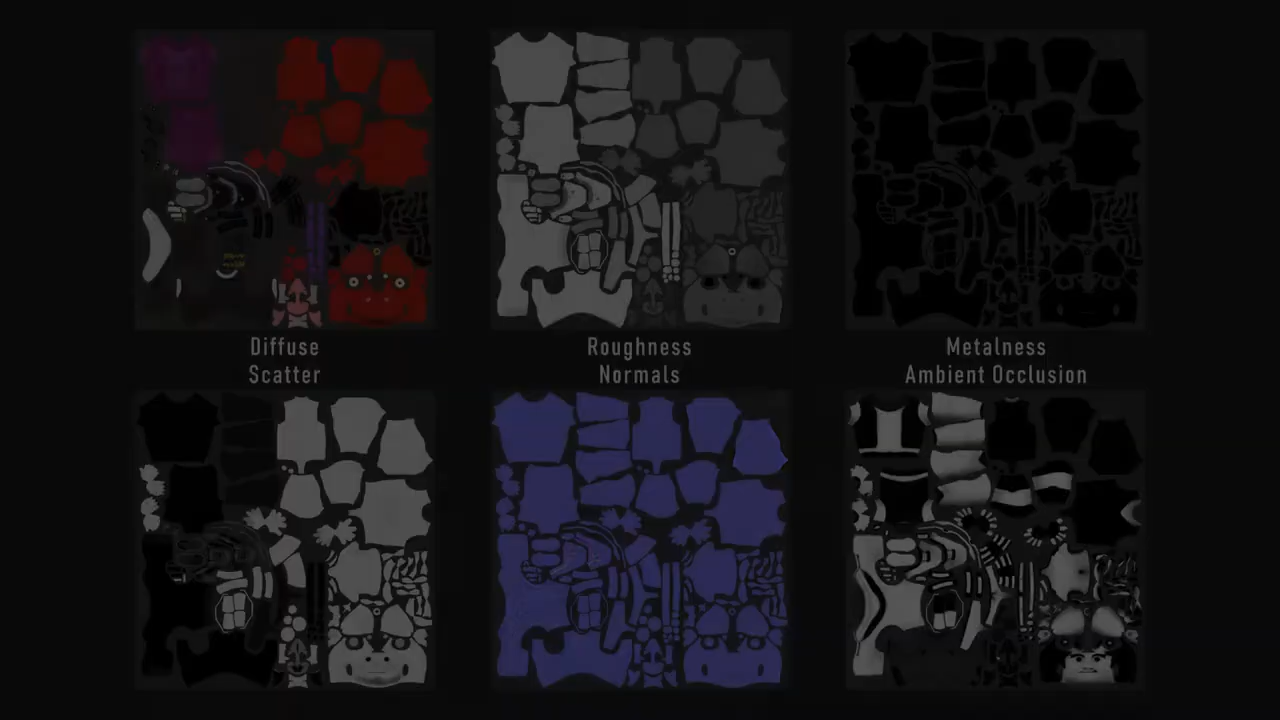 Diffuse
Scatter
Roughness
Normals
Metalness
Ambient Occlusion